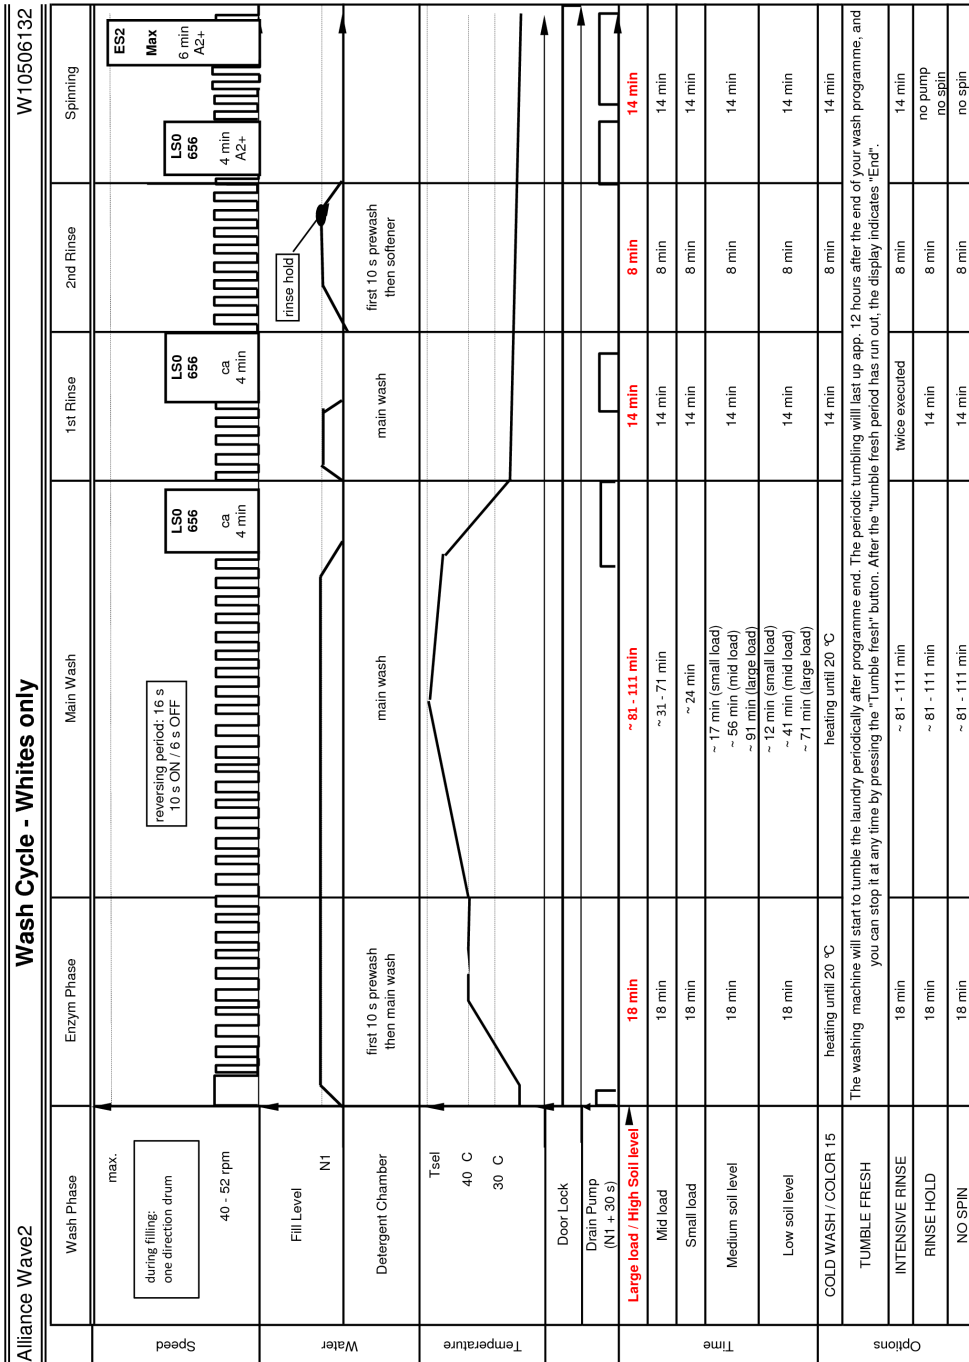 Alliance Wave2
Wash Cycle - Whites only
W10506132
Wash Phase
Enzym Phase
Main Wash
1st Rinse
2nd Rinse
Spinning
Speed
max.
during filling:
one direction drum
40 - 52 rpm
reversing period: 16 s
10 s ON / 6 s OFF
LS0
656
ca
4 min
LS0
656
ca
4 min
LS0
656
4 min
A2+
ES2
Max
6 min
A2+
Water
Fill Level
N1
rinse hold
Detergent Chamber
first 10 s prewash
then main wash
main wash
main wash
first 10 s prewash
then softener
Temperature
Tsel
40 C
30 C
Door Lock
Drain Pump
(N1 + 30 s)
Time
Large load / High Soil level
18 min
~ 81 - 111 min
14 min
8 min
14 min
Mid load
18 min
~ 31 - 71 min
14 min
8 min
14 min
Small load
18 min
~ 24 min
14 min
8 min
14 min
Medium soil level
18 min
~ 17 min (small load)
~ 56 min (mid load)
~ 91 min (large load)
14 min
8 min
14 min
Low soil level
18 min
~ 12 min (small load)
~ 41 min (mid load)
~ 71 min (large load)
14 min
8 min
14 min
Options
COLD WASH / COLOR 15
heating until 20 °C
heating until 20 °C
14 min
8 min
14 min
TUMBLE FRESH
The washing machine will start to tumble the laundry periodically after programme end. The periodic tumbling will last up app. 12 hours after the end of your wash programme, and
you can stop it at any time by pressing the "Tumble fresh" button. After the "tumble fresh period has run out, the display indicates "End".
INTENSIVE RINSE
18 min
~ 81 - 111 min
twice executed
8 min
14 min
RINSE HOLD
18 min
~ 81 - 111 min
14 min
8 min
no pump
no spin
NO SPIN
18 min
~ 81 - 111 min
14 min
8 min
no spin